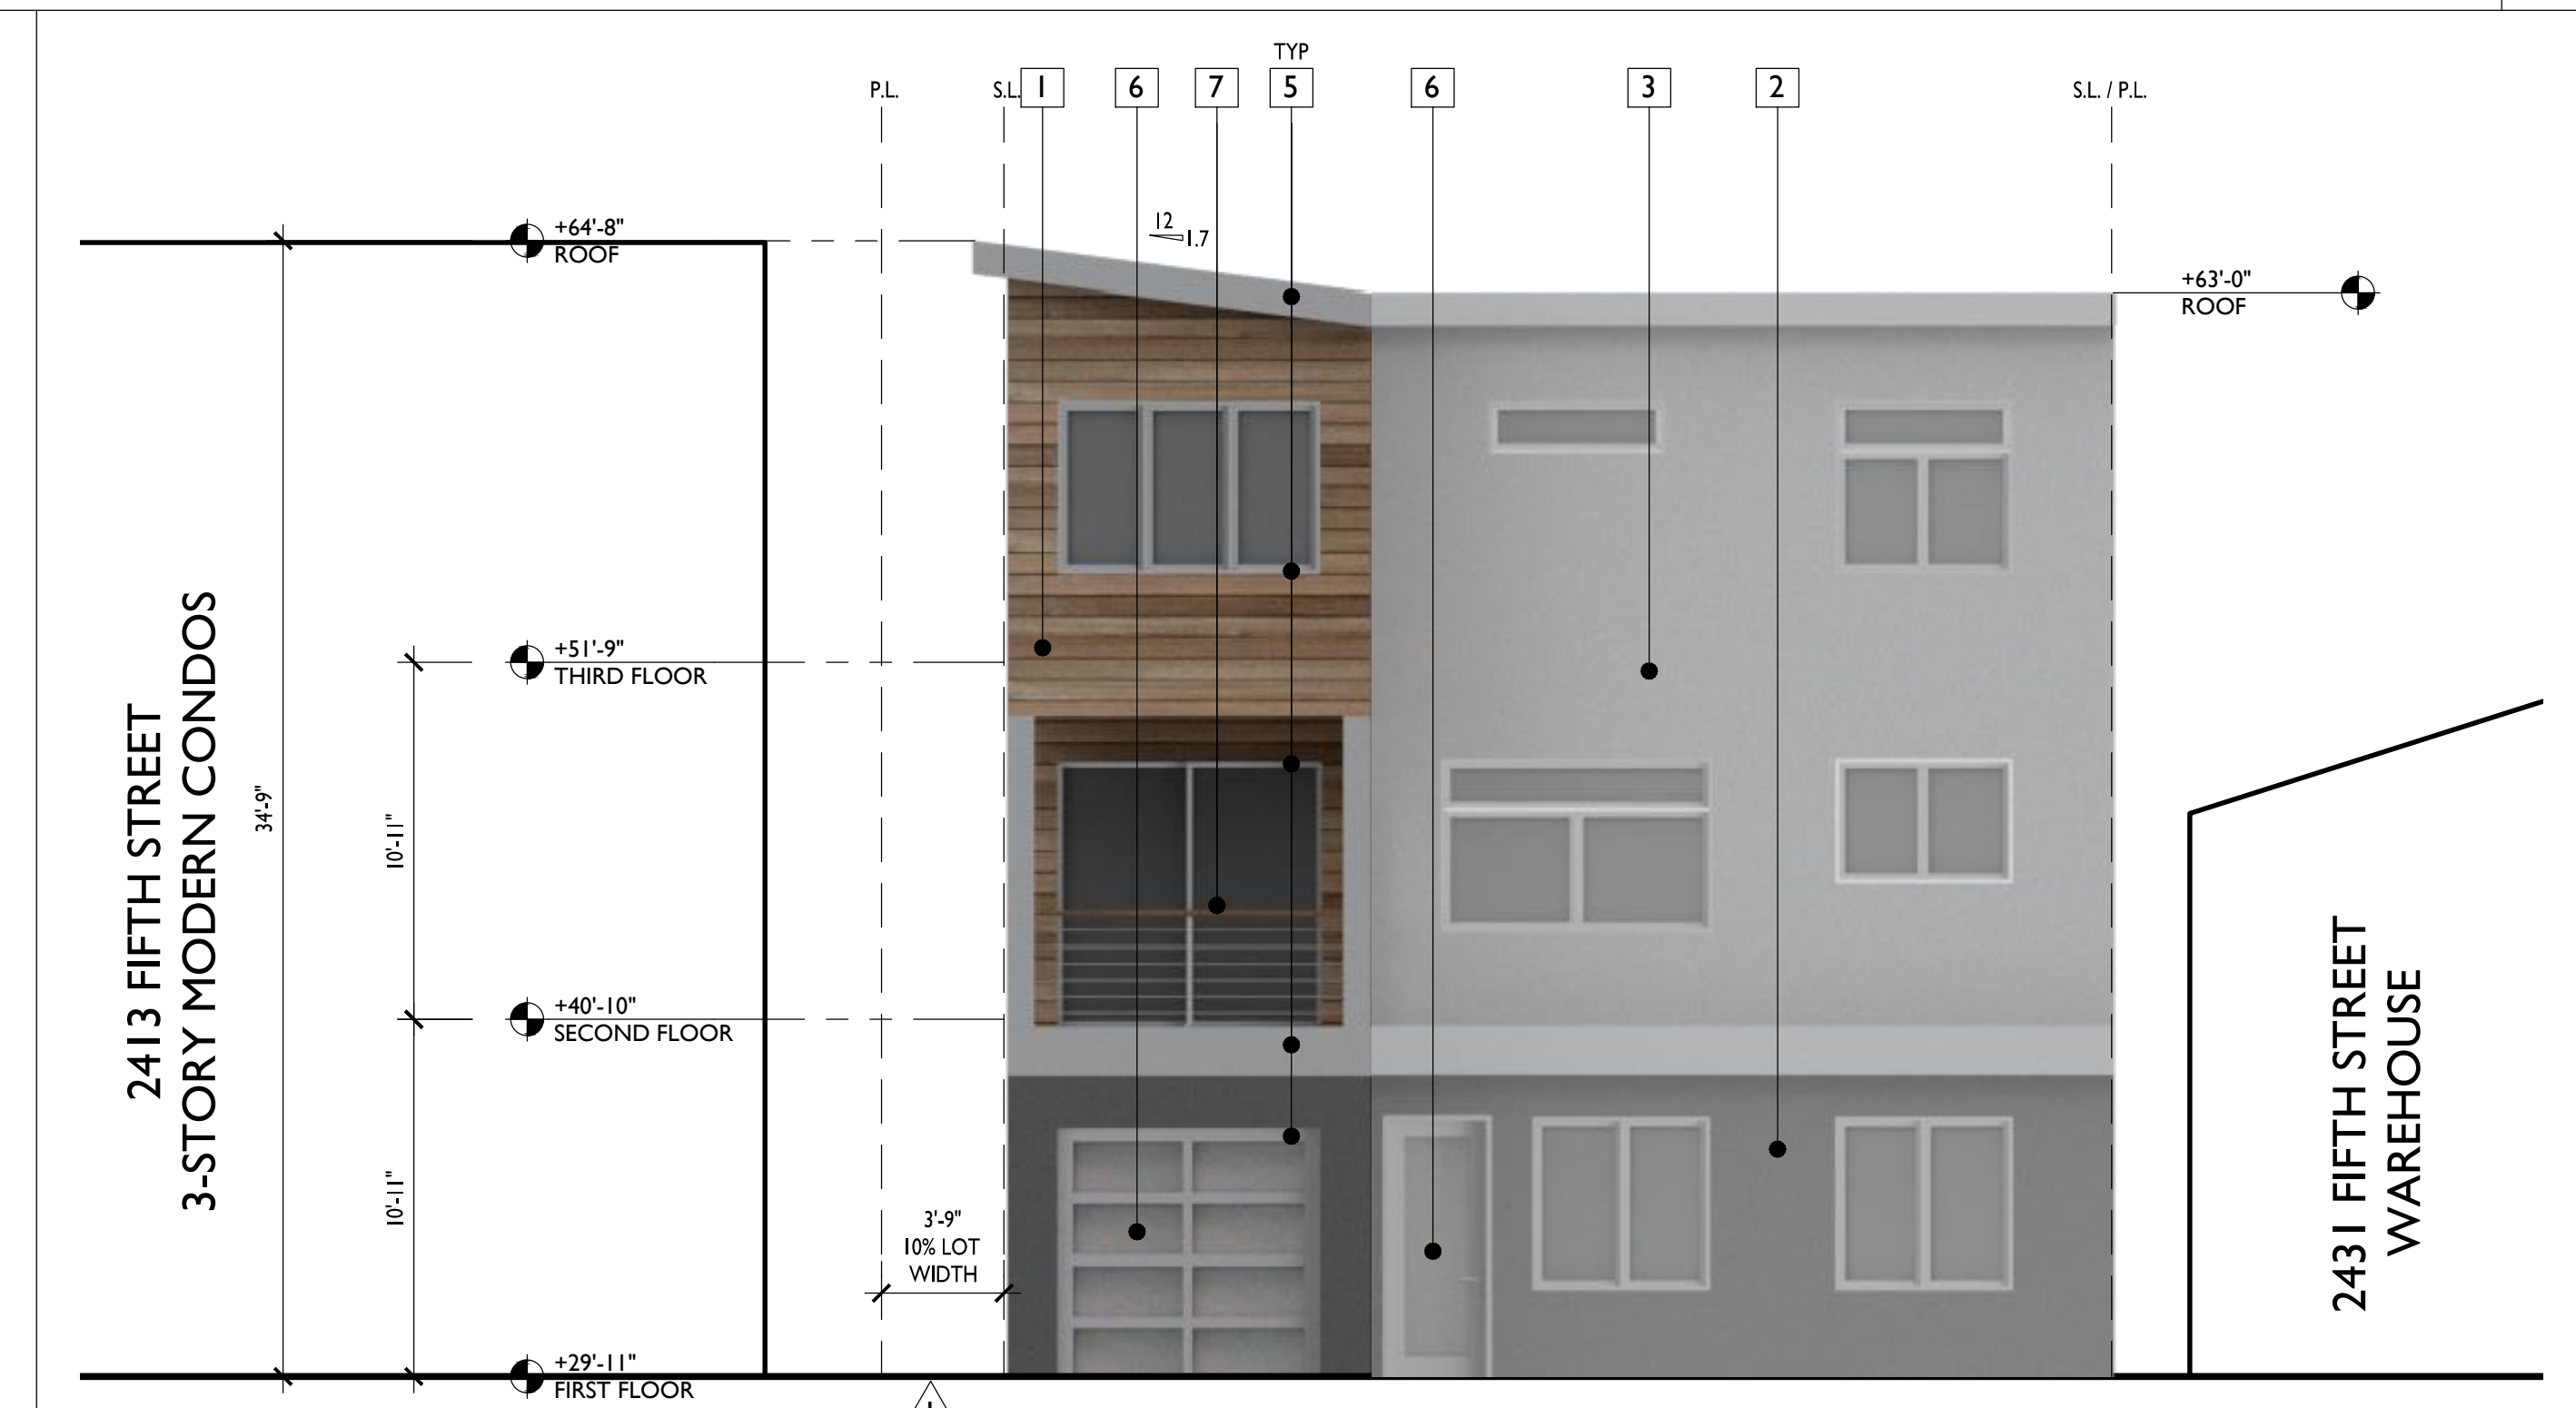 TYP
P.L.
S.L.
1
6
7
5
6
3
2
S.L. / P.L.
12
1.7
+64'-8"
ROOF
+63'-0"
ROOF
+51'-9"
THIRD FLOOR
2413 FIFTH STREET
3-STORY MODERN CONDOS
34'-9"
10'-11"
+40'-10"
SECOND FLOOR
10'-11"
3'-9"
10% LOT
WIDTH
2431 FIFTH STREET
WAREHOUSE
+29'-11"
FIRST FLOOR